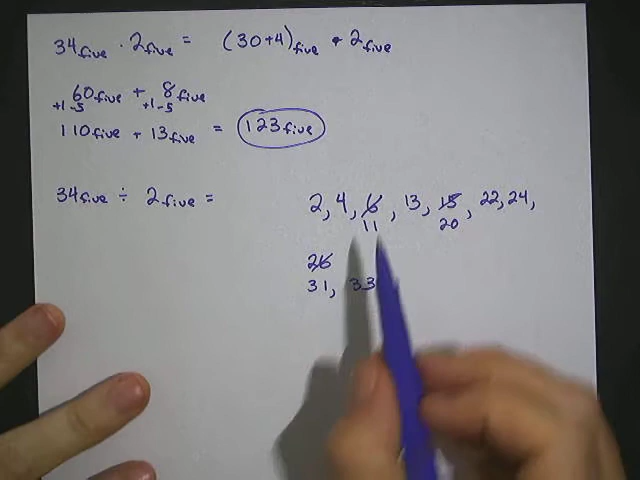 34five · 2five = (30+4)five · 2five
60five + 8five
+1-5 +1-5
110five + 13five = 123five
34five ÷ 2five = 2, 4, 6, 13, 15, 22, 24,
11 20
26
31, 33